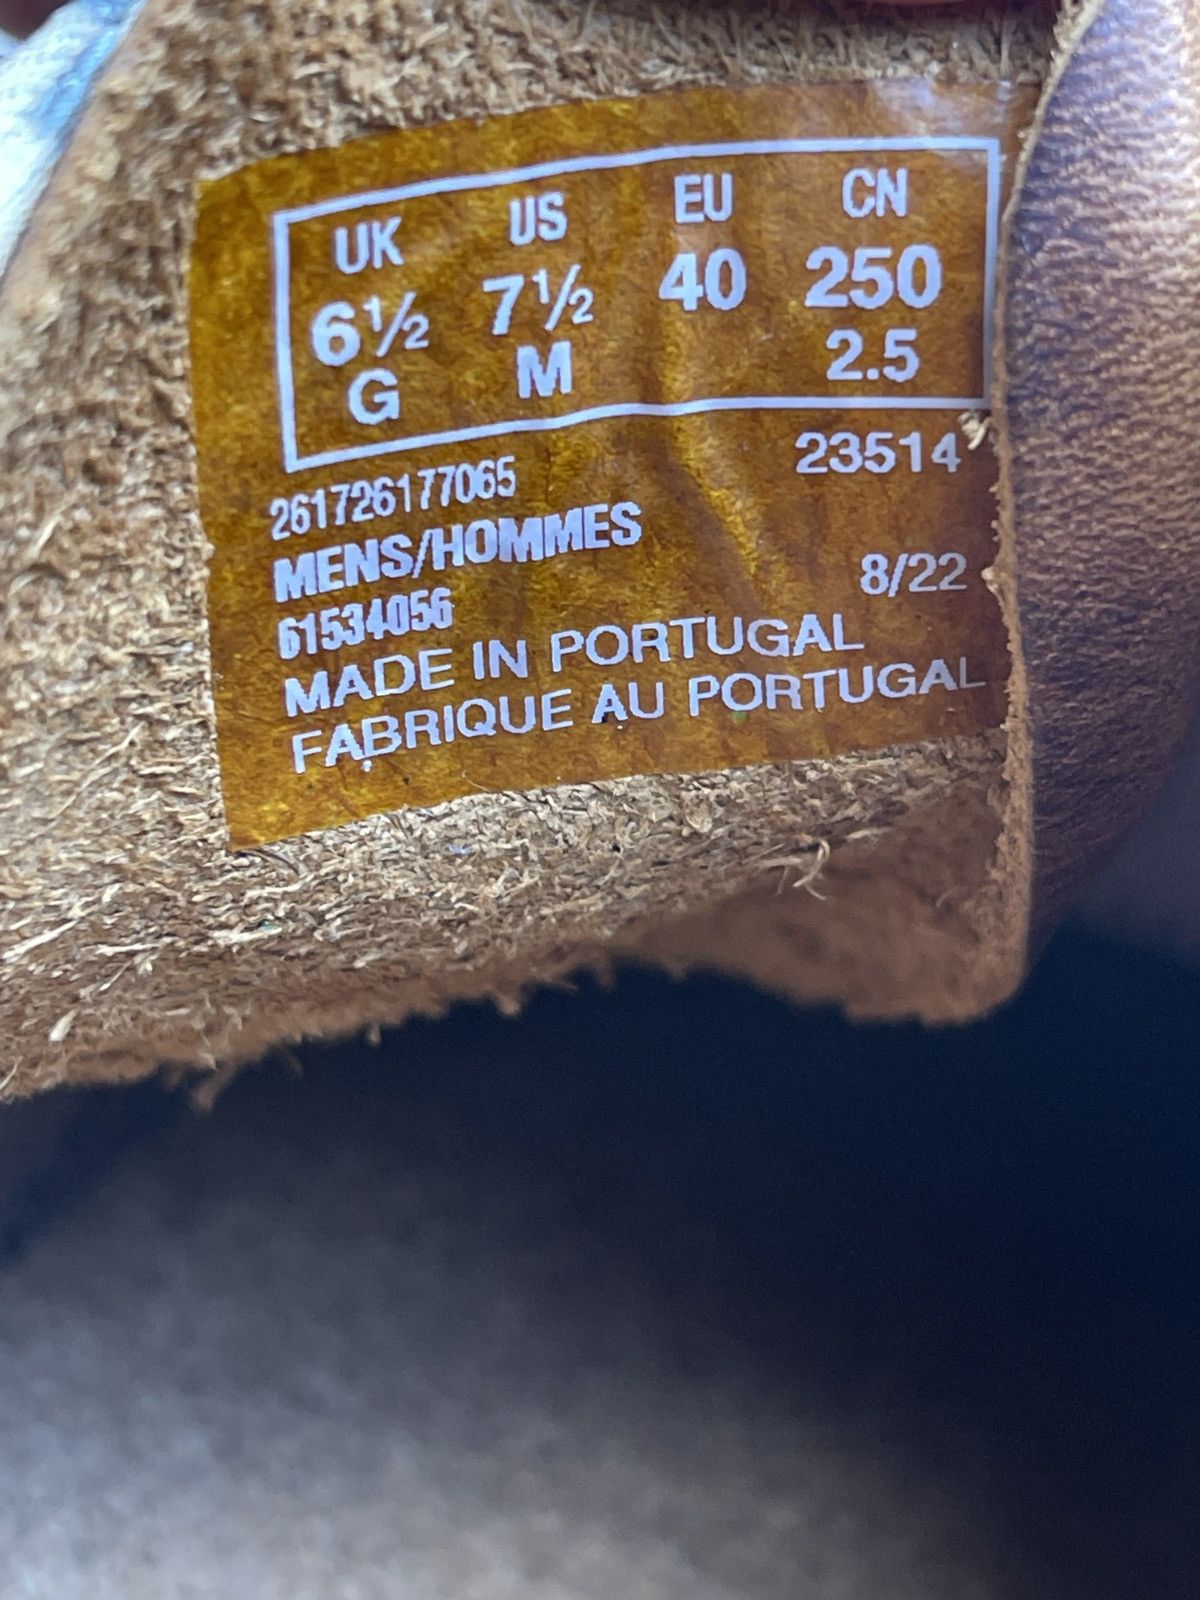 UK US EU CN
6½ 7½ 40 250
G M 2.5
261726177065 23514
MENS/HOMMES
61534056 8/22
MADE IN PORTUGAL
FABRIQUE AU PORTUGAL